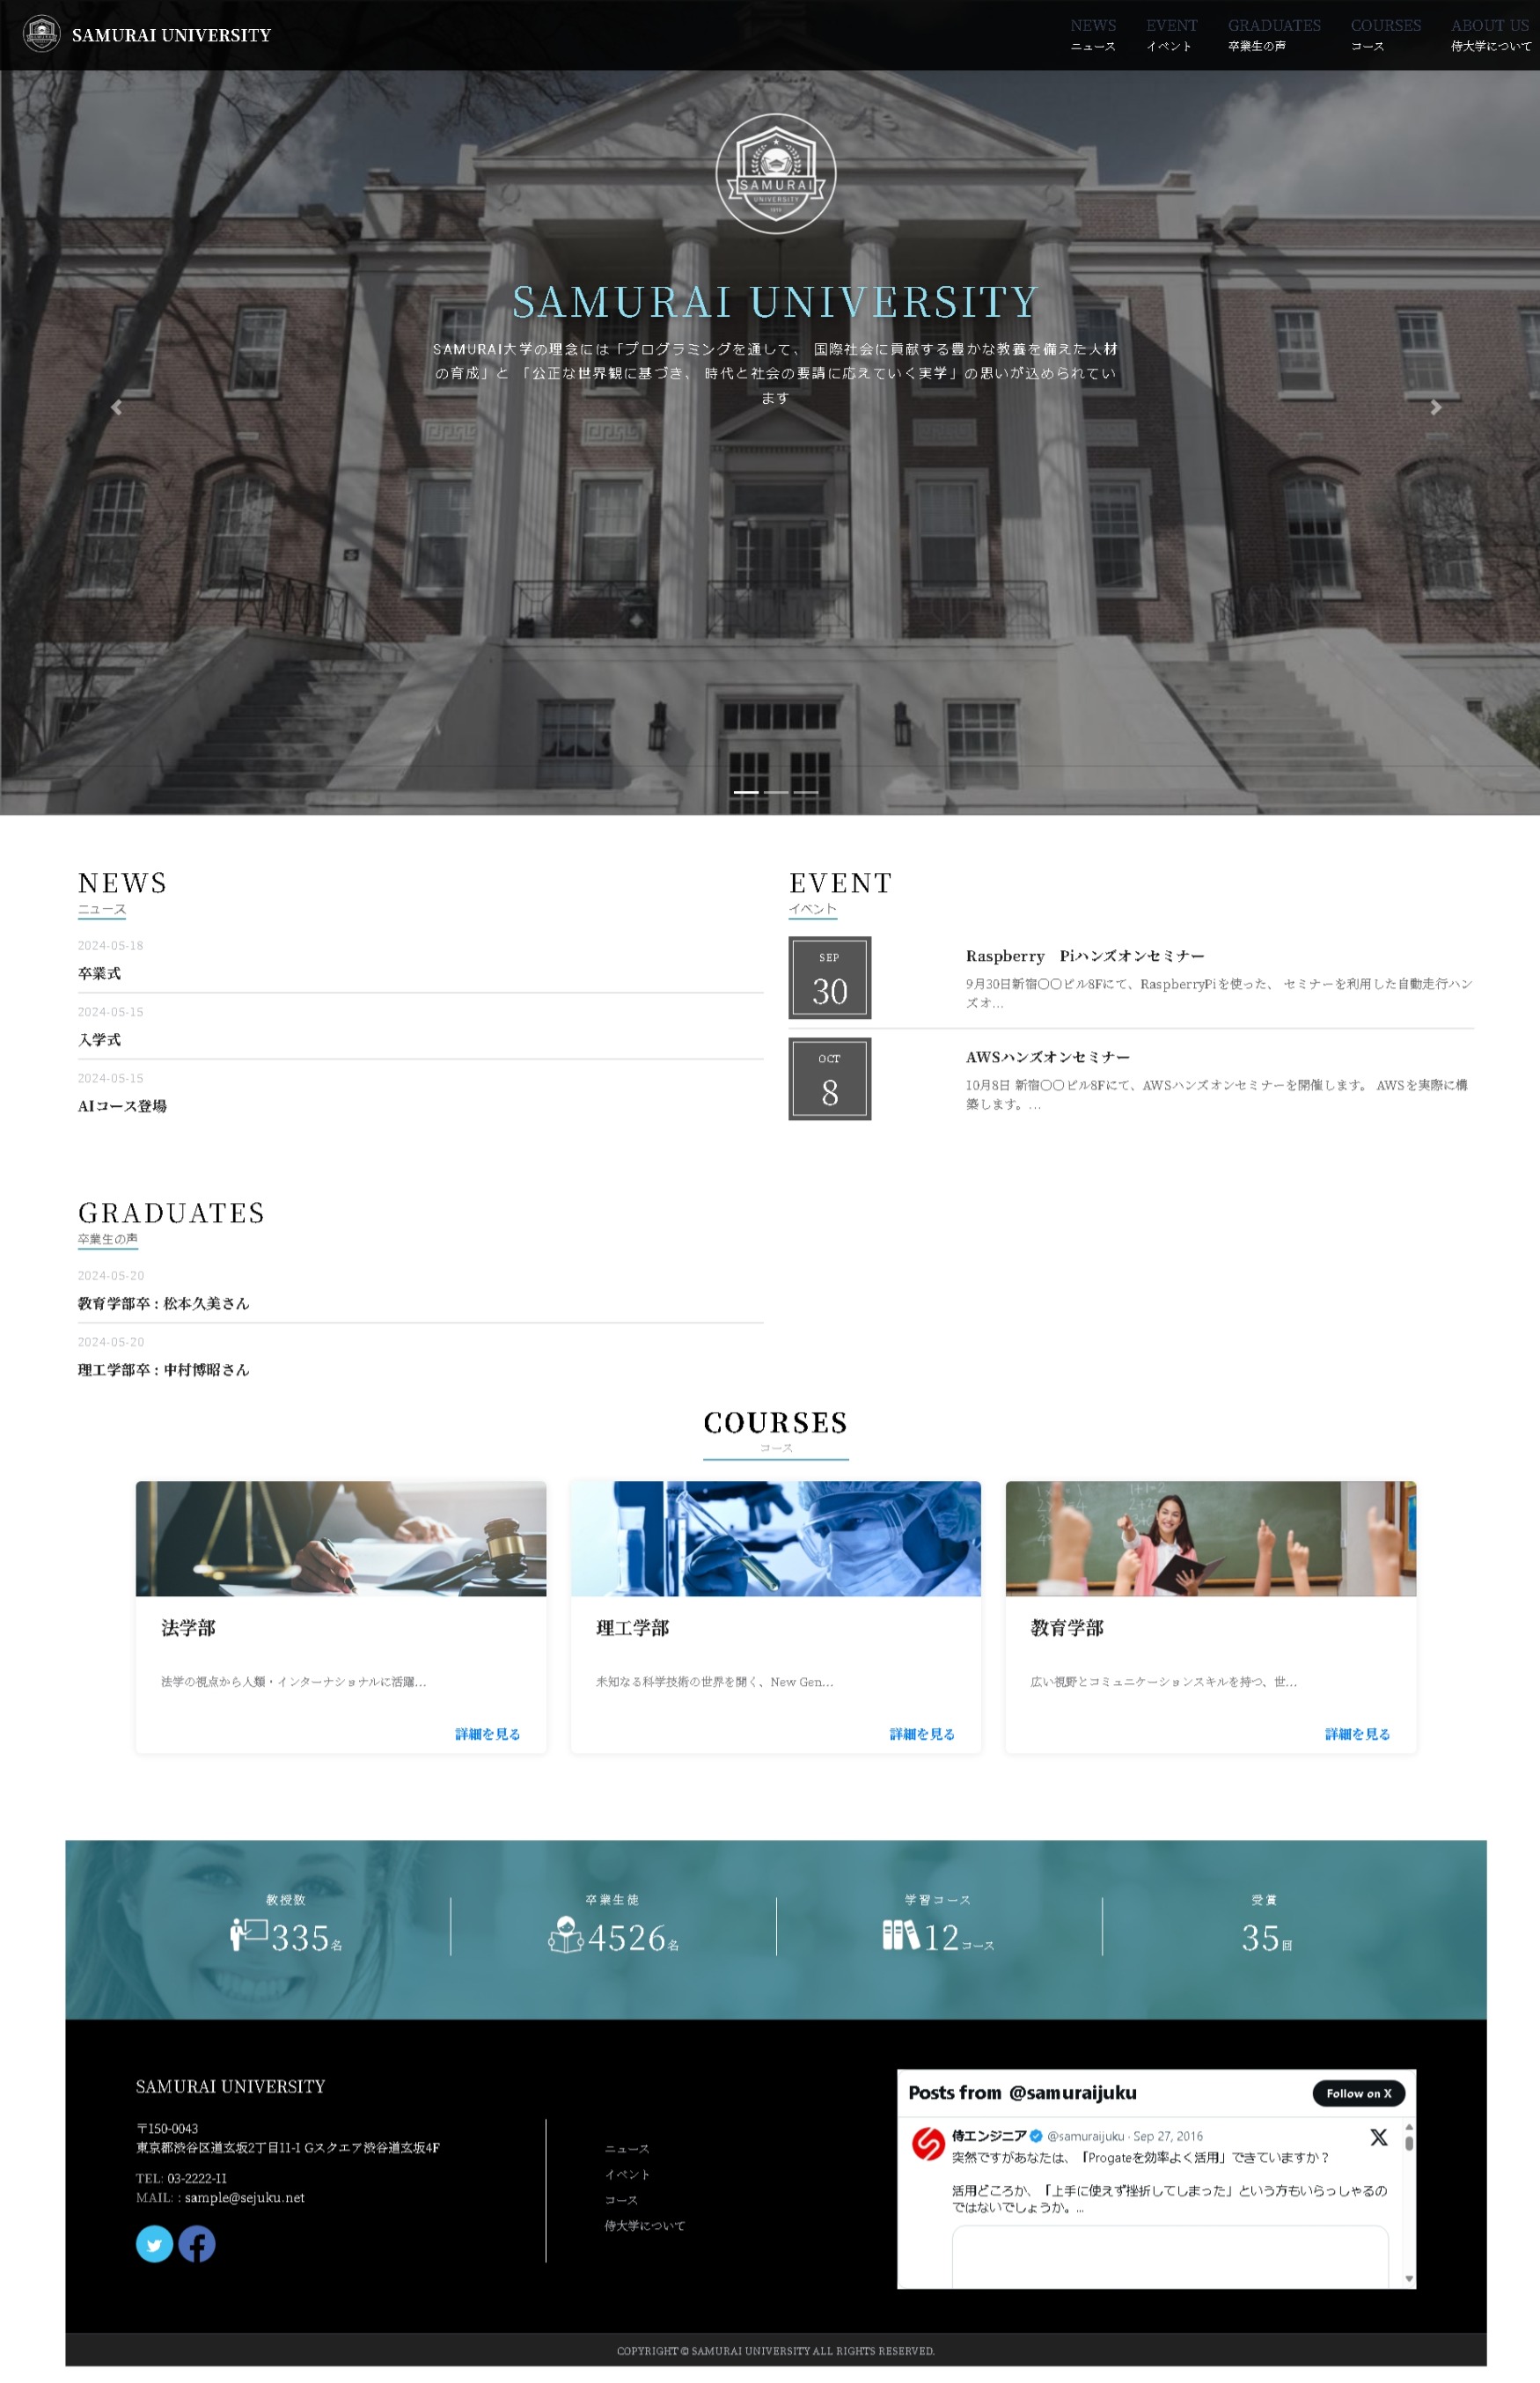 SAMURAI UNIVERSITY
NEWS
ニュース
EVENT
イベント
GRADUATES
卒業生の声
COURSES
コース
ABOUT US
侍大学について
SAMURAI
UNIVERSITY
SAMURAI UNIVERSITY
SAMURAI大学の理念には「プログラミングを通して、 国際社会に貢献する豊かな教養を備えた人材
の育成」と 「公正な世界観に基づき、 時代と社会の要請に応えていく実学」の思いが込められてい
ます
NEWS
ニュース
2024-05-18
卒業式
2024-05-15
入学式
2024-05-15
AIコース登場
EVENT
イベント
SEP
30
Raspberry　Piハンズオンセミナー
9月30日新宿〇〇ビル8Fにて、RaspberryPiを使った、 セミナーを利用した自動走行ハン
ズオ...
OCT
8
AWSハンズオンセミナー
10月8日 新宿〇〇ビル8Fにて、AWSハンズオンセミナーを開催します。 AWSを実際に構
築します。...
GRADUATES
卒業生の声
2024-05-20
教育学部卒 : 松本久美さん
2024-05-20
理工学部卒 : 中村博昭さん
COURSES
コース
法学部
法学の視点から人類・インターナショナルに活躍...
詳細を見る
理工学部
未知なる科学技術の世界を開く、New Gen...
詳細を見る
教育学部
広い視野とコミュニケーションスキルを持つ、世...
詳細を見る
教授数
335名
卒業生徒
4526名
学習コース
12コース
受賞
35回
SAMURAI UNIVERSITY
〒150-0043
東京都渋谷区道玄坂2丁目11-1 Gスクエア渋谷道玄坂4F
TEL: 03-2222-11
MAIL: : sample@sejuku.net
ニュース
イベント
コース
侍大学について
Posts from @samuraijuku
Follow on X
侍エンジニア @samuraijuku · Sep 27, 2016
突然ですがあなたは、「Progateを効率よく活用」できていますか？
活用どころか、「上手に使えず挫折してしまった」という方もいらっしゃるの
ではないでしょうか。...
COPYRIGHT © SAMURAI UNIVERSITY ALL RIGHTS RESERVED.